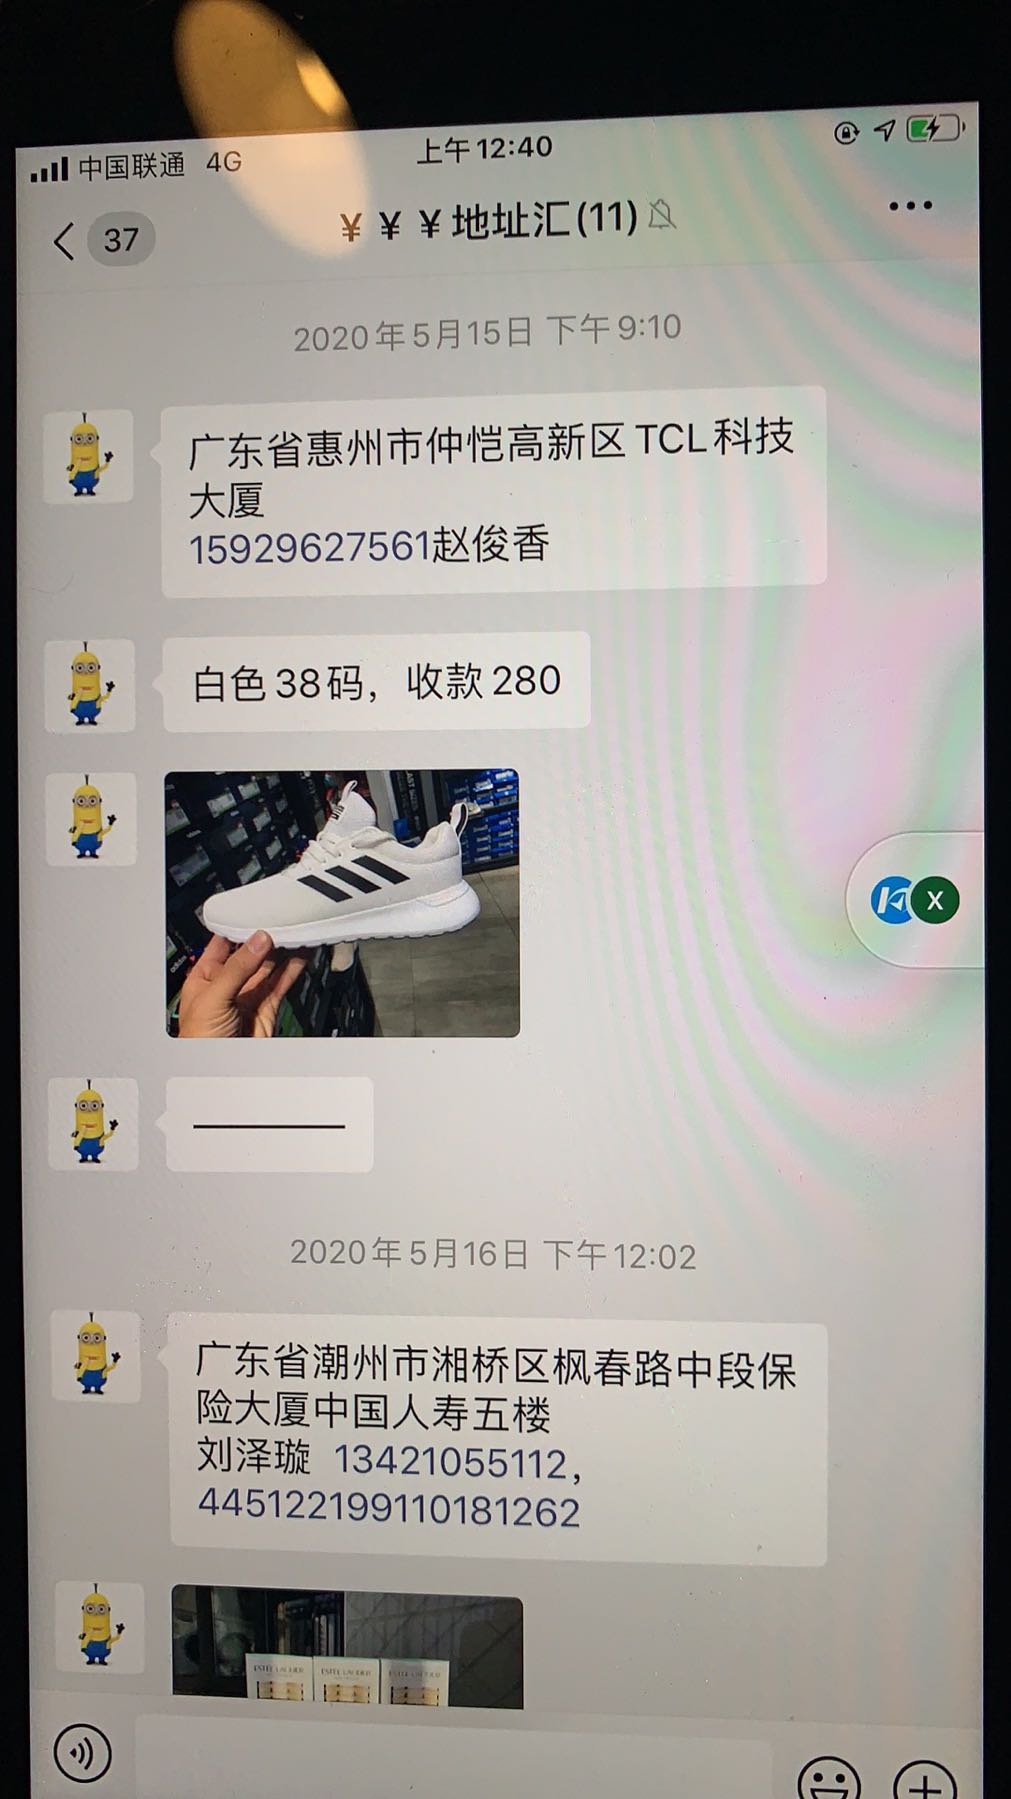 中国联通 4G
上午12:40
37
¥ ¥ ¥地址汇(11)
2020年5月15日 下午9:10
广东省惠州市仲恺高新区TCL科技
大厦
15929627561赵俊香
白色38码，收款280
adidas
X
2020年5月16日 下午12:02
广东省潮州市湘桥区枫春路中段保
险大厦中国人寿五楼
刘泽璇 13421055112,
445122199110181262